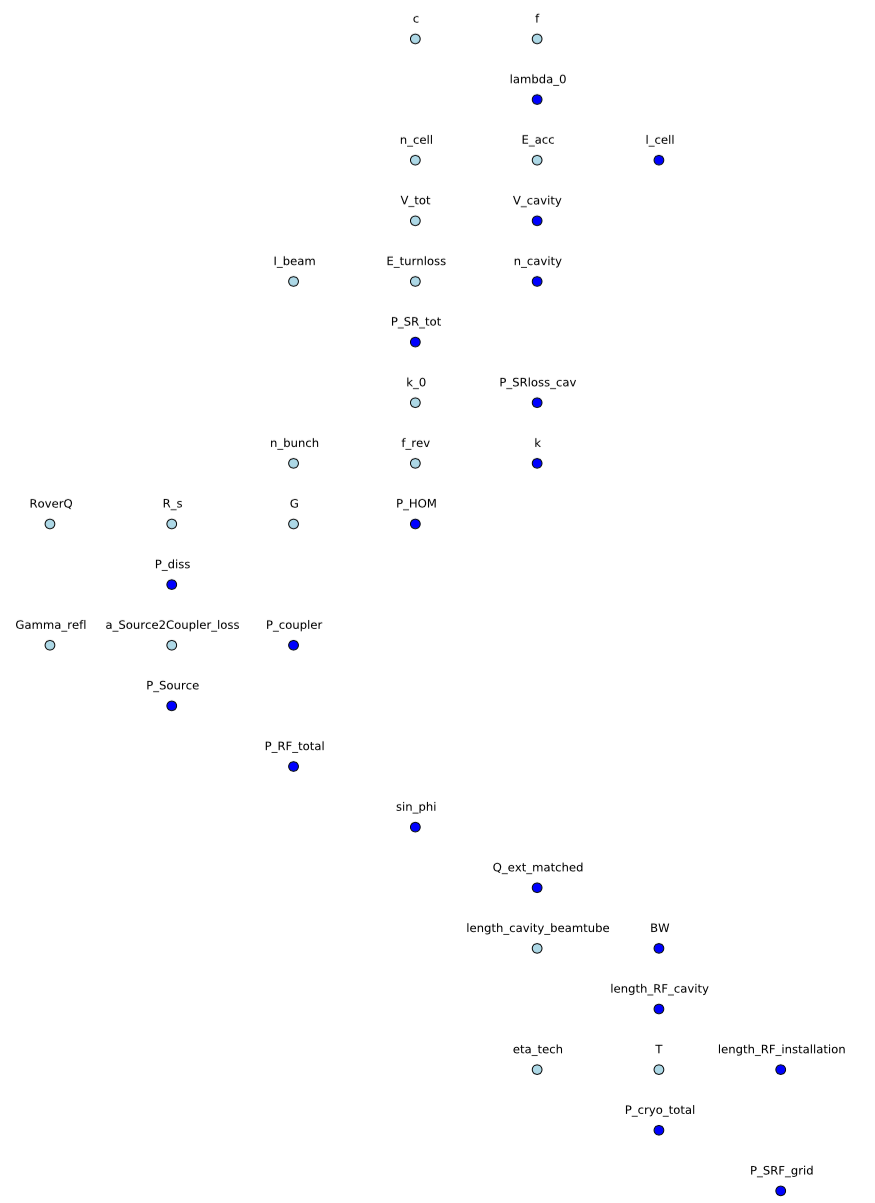 c f
lambda_0
n_cell E_acc l_cell
V_tot V_cavity
I_beam E_turnloss n_cavity
P_SR_tot
k_0 P_SRloss_cav
n_bunch f_rev k
RoverQ R_s G P_HOM
P_diss
Gamma_refl a_Source2Coupler_loss P_coupler
P_Source
P_RF_total
sin_phi
Q_ext_matched
length_cavity_beamtube BW
length_RF_cavity
eta_tech T length_RF_installation
P_cryo_total
P_SRF_grid